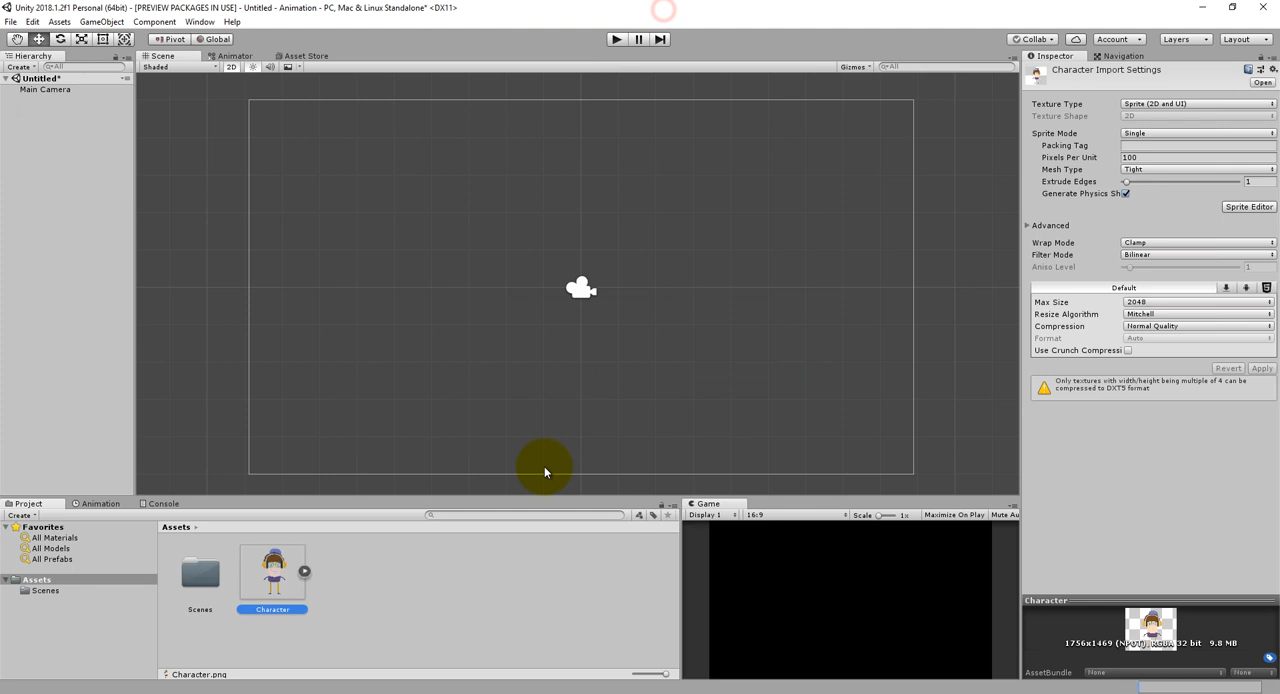 Unity 2018.1.2f1 Personal (64bit) - [PREVIEW PACKAGES IN USE] - Untitled - Animation - PC, Mac & Linux Standalone* <DX11>
File Edit Assets GameObject Component Window Help
Pivot Global Collab Account Layers Layout
Hierarchy Scene Animator Asset Store Inspector Navigation
Create All Shaded 2D Gizmos All Character Import Settings
Open
Untitled*
Main Camera
Texture Type Sprite (2D and UI)
Texture Shape 2D
Sprite Mode Single
Packing Tag
Pixels Per Unit 100
Mesh Type Tight
Extrude Edges 1
Generate Physics Sh
Sprite Editor
Advanced
Wrap Mode Clamp
Filter Mode Bilinear
Aniso Level 1
Default
Max Size 2048
Resize Algorithm Mitchell
Compression Normal Quality
Format Auto
Use Crunch Compressi
Revert Apply
Only textures with width/height being multiple of 4 can be
compressed to DXT5 format
Project Animation Console Game
Create Display 1 16:9 Scale 1x Maximize On Play Mute Au
Favorites
All Materials
All Models
All Prefabs
Assets
Scenes
Assets
Scenes Character
Character.png
Character
1756x1469 (NPOT) RGBA 32 bit 9.8 MB
AssetBundle None None